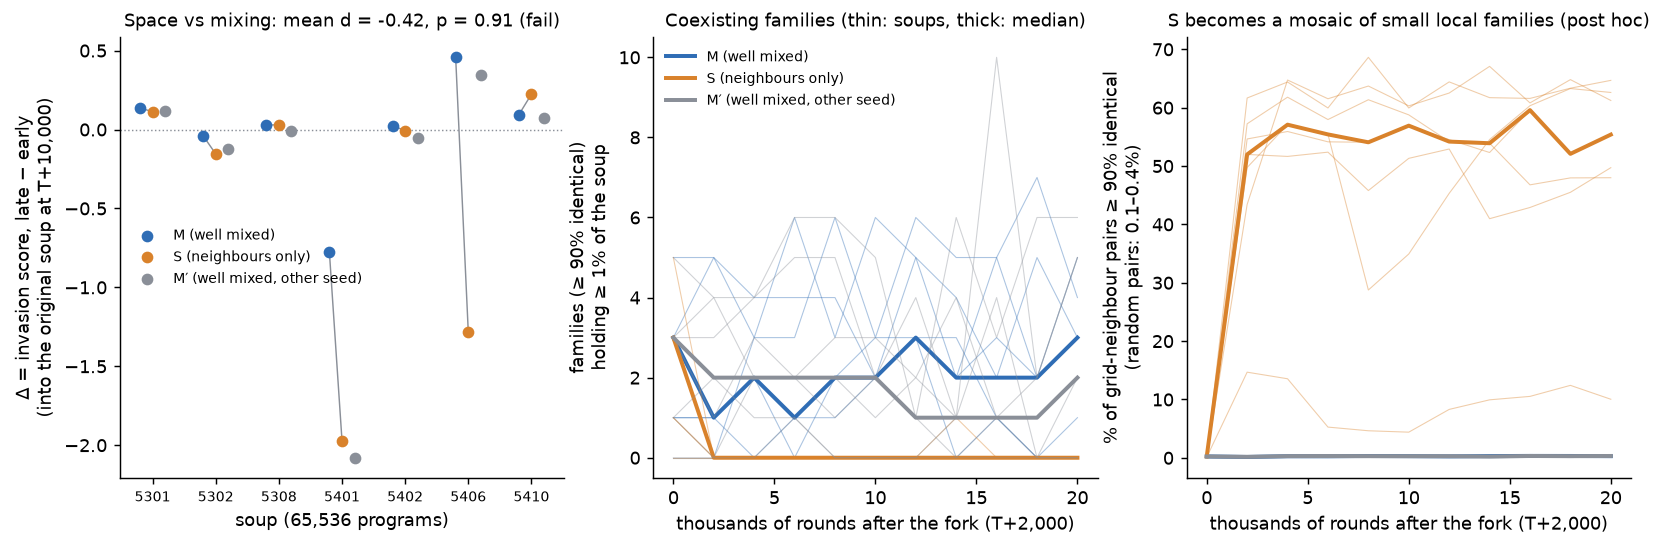 Space vs mixing: mean d = -0.42, p = 0.91 (fail)
Δ = invasion score, late − early
(into the original soup at T+10,000)
0.5
0.0
−0.5
−1.0
−1.5
−2.0
M (well mixed)
S (neighbours only)
M′ (well mixed, other seed)
5301
5302
5308
5401
5402
5406
5410
soup (65,536 programs)
Coexisting families (thin: soups, thick: median)
families (≥ 90% identical)
holding ≥ 1% of the soup
10
8
6
4
2
0
M (well mixed)
S (neighbours only)
M′ (well mixed, other seed)
0
5
10
15
20
thousands of rounds after the fork (T+2,000)
S becomes a mosaic of small local families (post hoc)
% of grid-neighbour pairs ≥ 90% identical
(random pairs: 0.1–0.4%)
70
60
50
40
30
20
10
0
0
5
10
15
20
thousands of rounds after the fork (T+2,000)